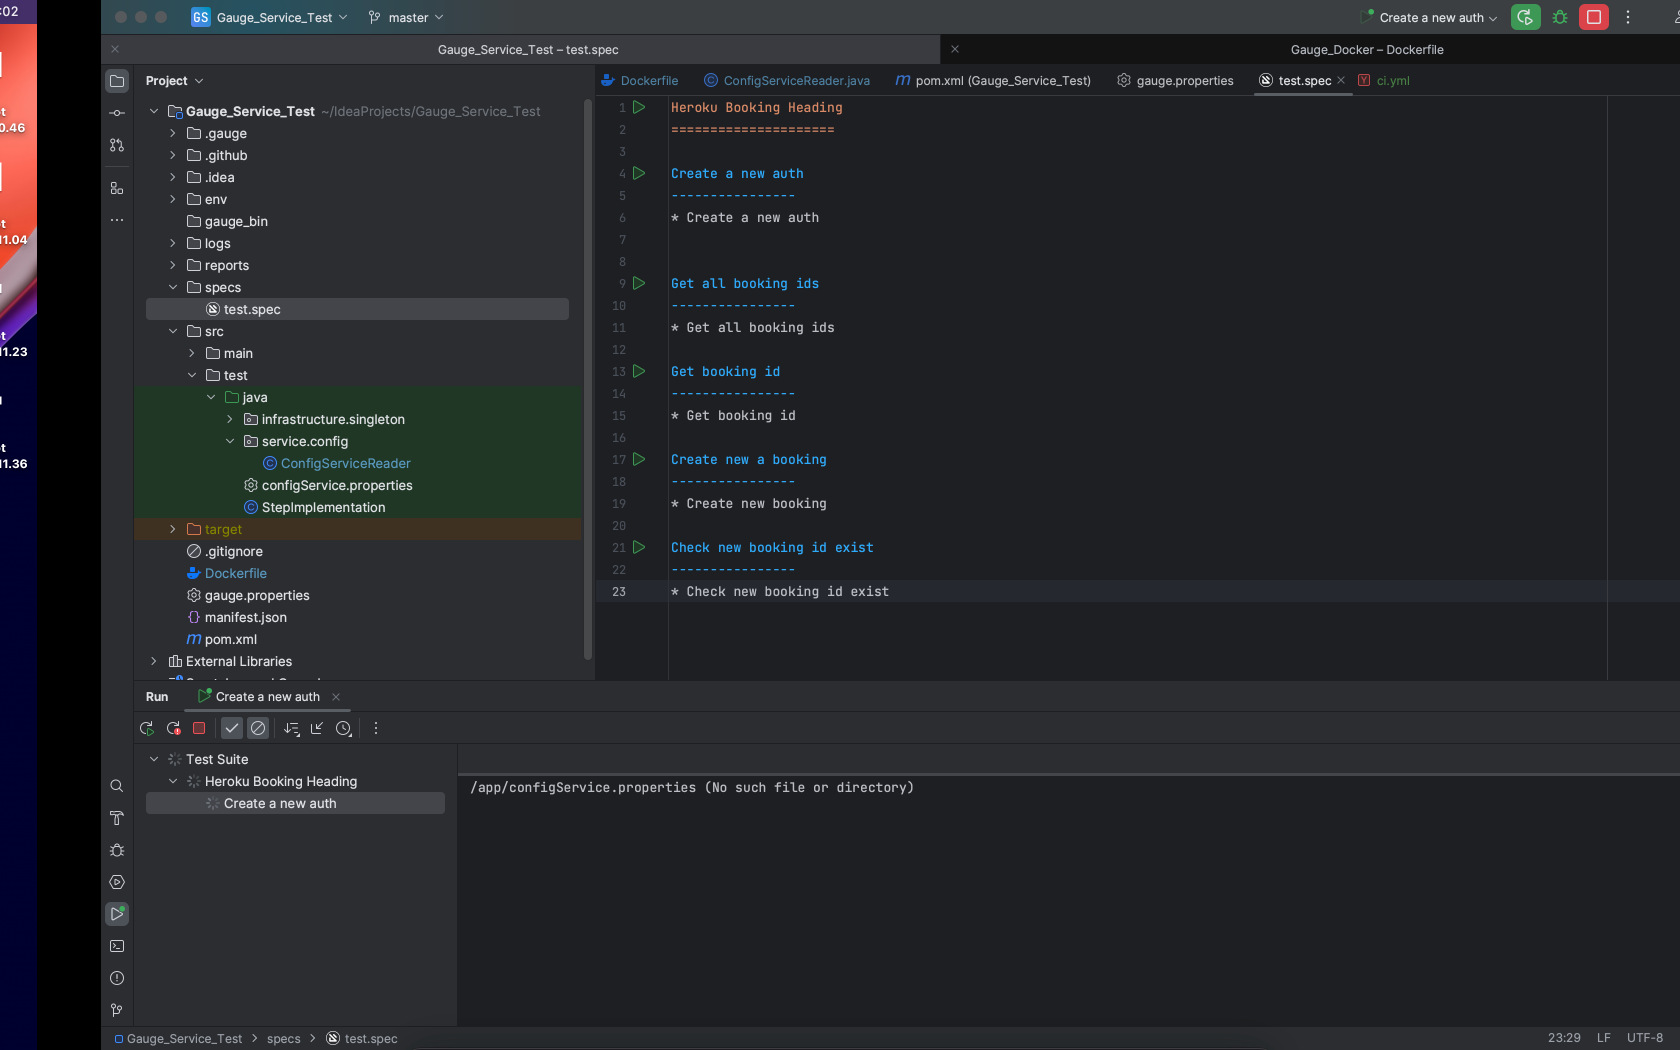 :02
GS Gauge_Service_Test master
Create a new auth
Gauge_Service_Test – test.spec
Gauge_Docker – Dockerfile
Project
Dockerfile
ConfigServiceReader.java
m pom.xml (Gauge_Service_Test)
gauge.properties
test.spec
Y ci.yml
et
0.46
et
11.04
et
11.23
et
11.36
Gauge_Service_Test ~/IdeaProjects/Gauge_Service_Test
.gauge
.github
.idea
env
gauge_bin
logs
reports
specs
test.spec
src
main
test
java
infrastructure.singleton
service.config
ConfigServiceReader
configService.properties
StepImplementation
target
.gitignore
Dockerfile
gauge.properties
manifest.json
m pom.xml
External Libraries
1 Heroku Booking Heading
2 =====================
3
4 Create a new auth
5 ----------------
6 * Create a new auth
7
8
9 Get all booking ids
10 ----------------
11 * Get all booking ids
12
13 Get booking id
14 ----------------
15 * Get booking id
16
17 Create new a booking
18 ----------------
19 * Create new booking
20
21 Check new booking id exist
22 ----------------
23 * Check new booking id exist
Run
Create a new auth
Test Suite
Heroku Booking Heading
Create a new auth
/app/configService.properties (No such file or directory)
Gauge_Service_Test > specs > test.spec
23:29 LF UTF-8